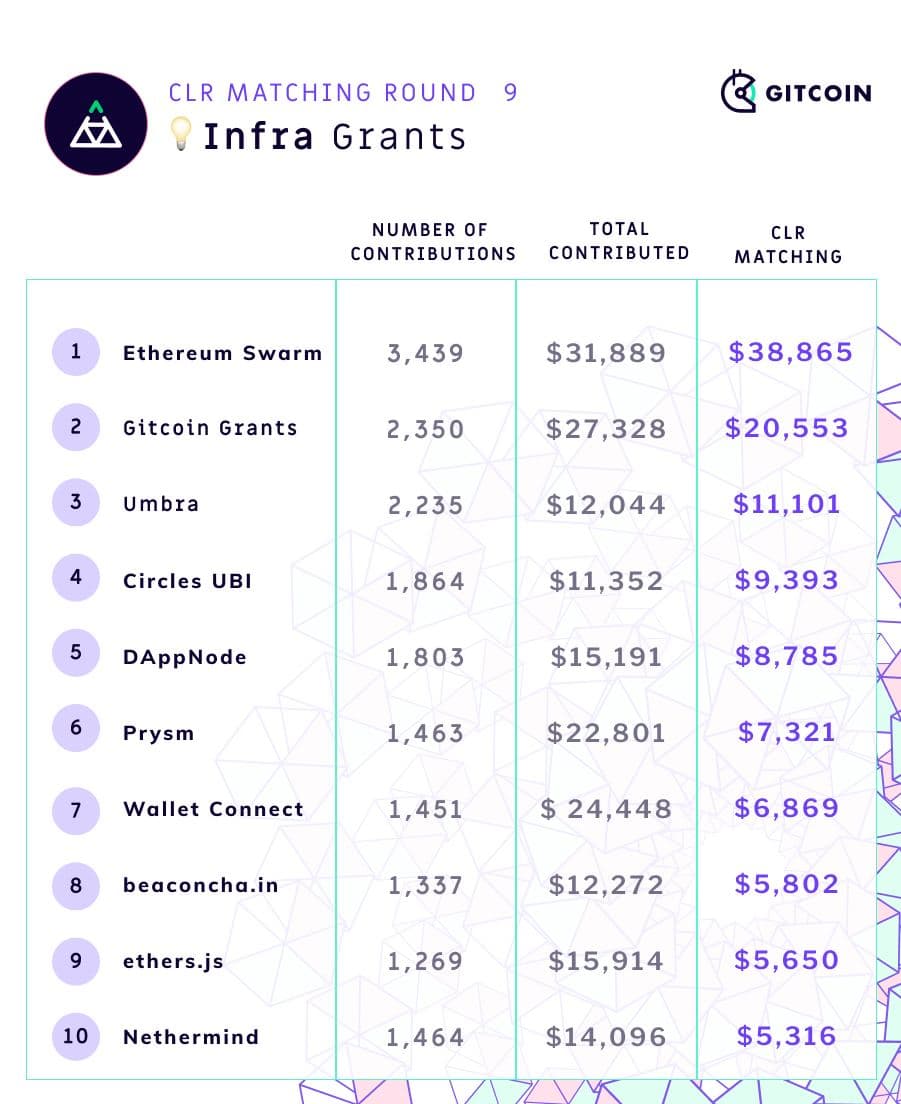 CLR MATCHING ROUND 9
Infra Grants
GITCOIN
NUMBER OF CONTRIBUTIONS TOTAL CONTRIBUTED CLR MATCHING
1 Ethereum Swarm 3,439 $31,889 $38,865
2 Gitcoin Grants 2,350 $27,328 $20,553
3 Umbra 2,235 $12,044 $11,101
4 Circles UBI 1,864 $11,352 $9,393
5 DAppNode 1,803 $15,191 $8,785
6 Prysm 1,463 $22,801 $7,321
7 Wallet Connect 1,451 $ 24,448 $6,869
8 beaconcha.in 1,337 $12,272 $5,802
9 ethers.js 1,269 $15,914 $5,650
10 Nethermind 1,464 $14,096 $5,316